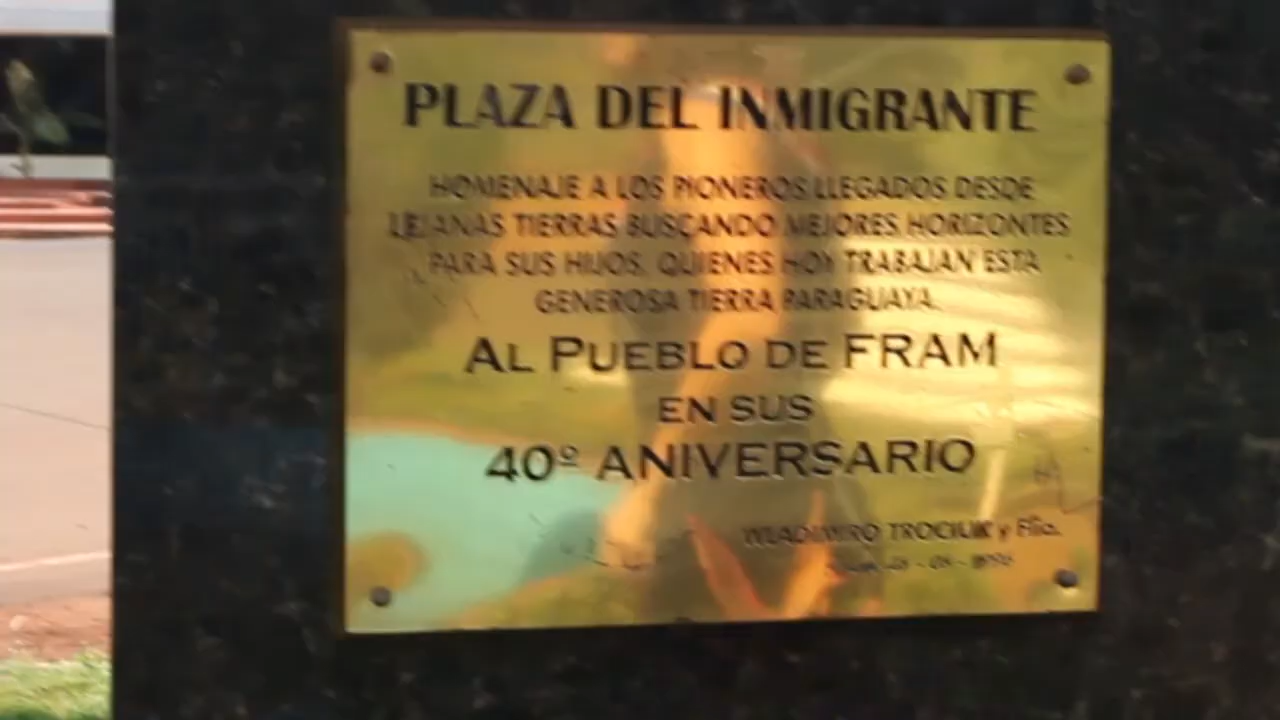 PLAZA DEL INMIGRANTE
HOMENAJE A LOS PIONEROS LLEGADOS DESDE
LEJANAS TIERRAS BUSCANDO MEJORES HORIZONTES
PARA SUS HIJOS, QUIENES HOY TRABAJAN ESTA
GENEROSA TIERRA PARAGUAYA.
AL PUEBLO DE FRAM
EN SUS
40º ANIVERSARIO
WLADIMIRO TROCIUK y Flia.